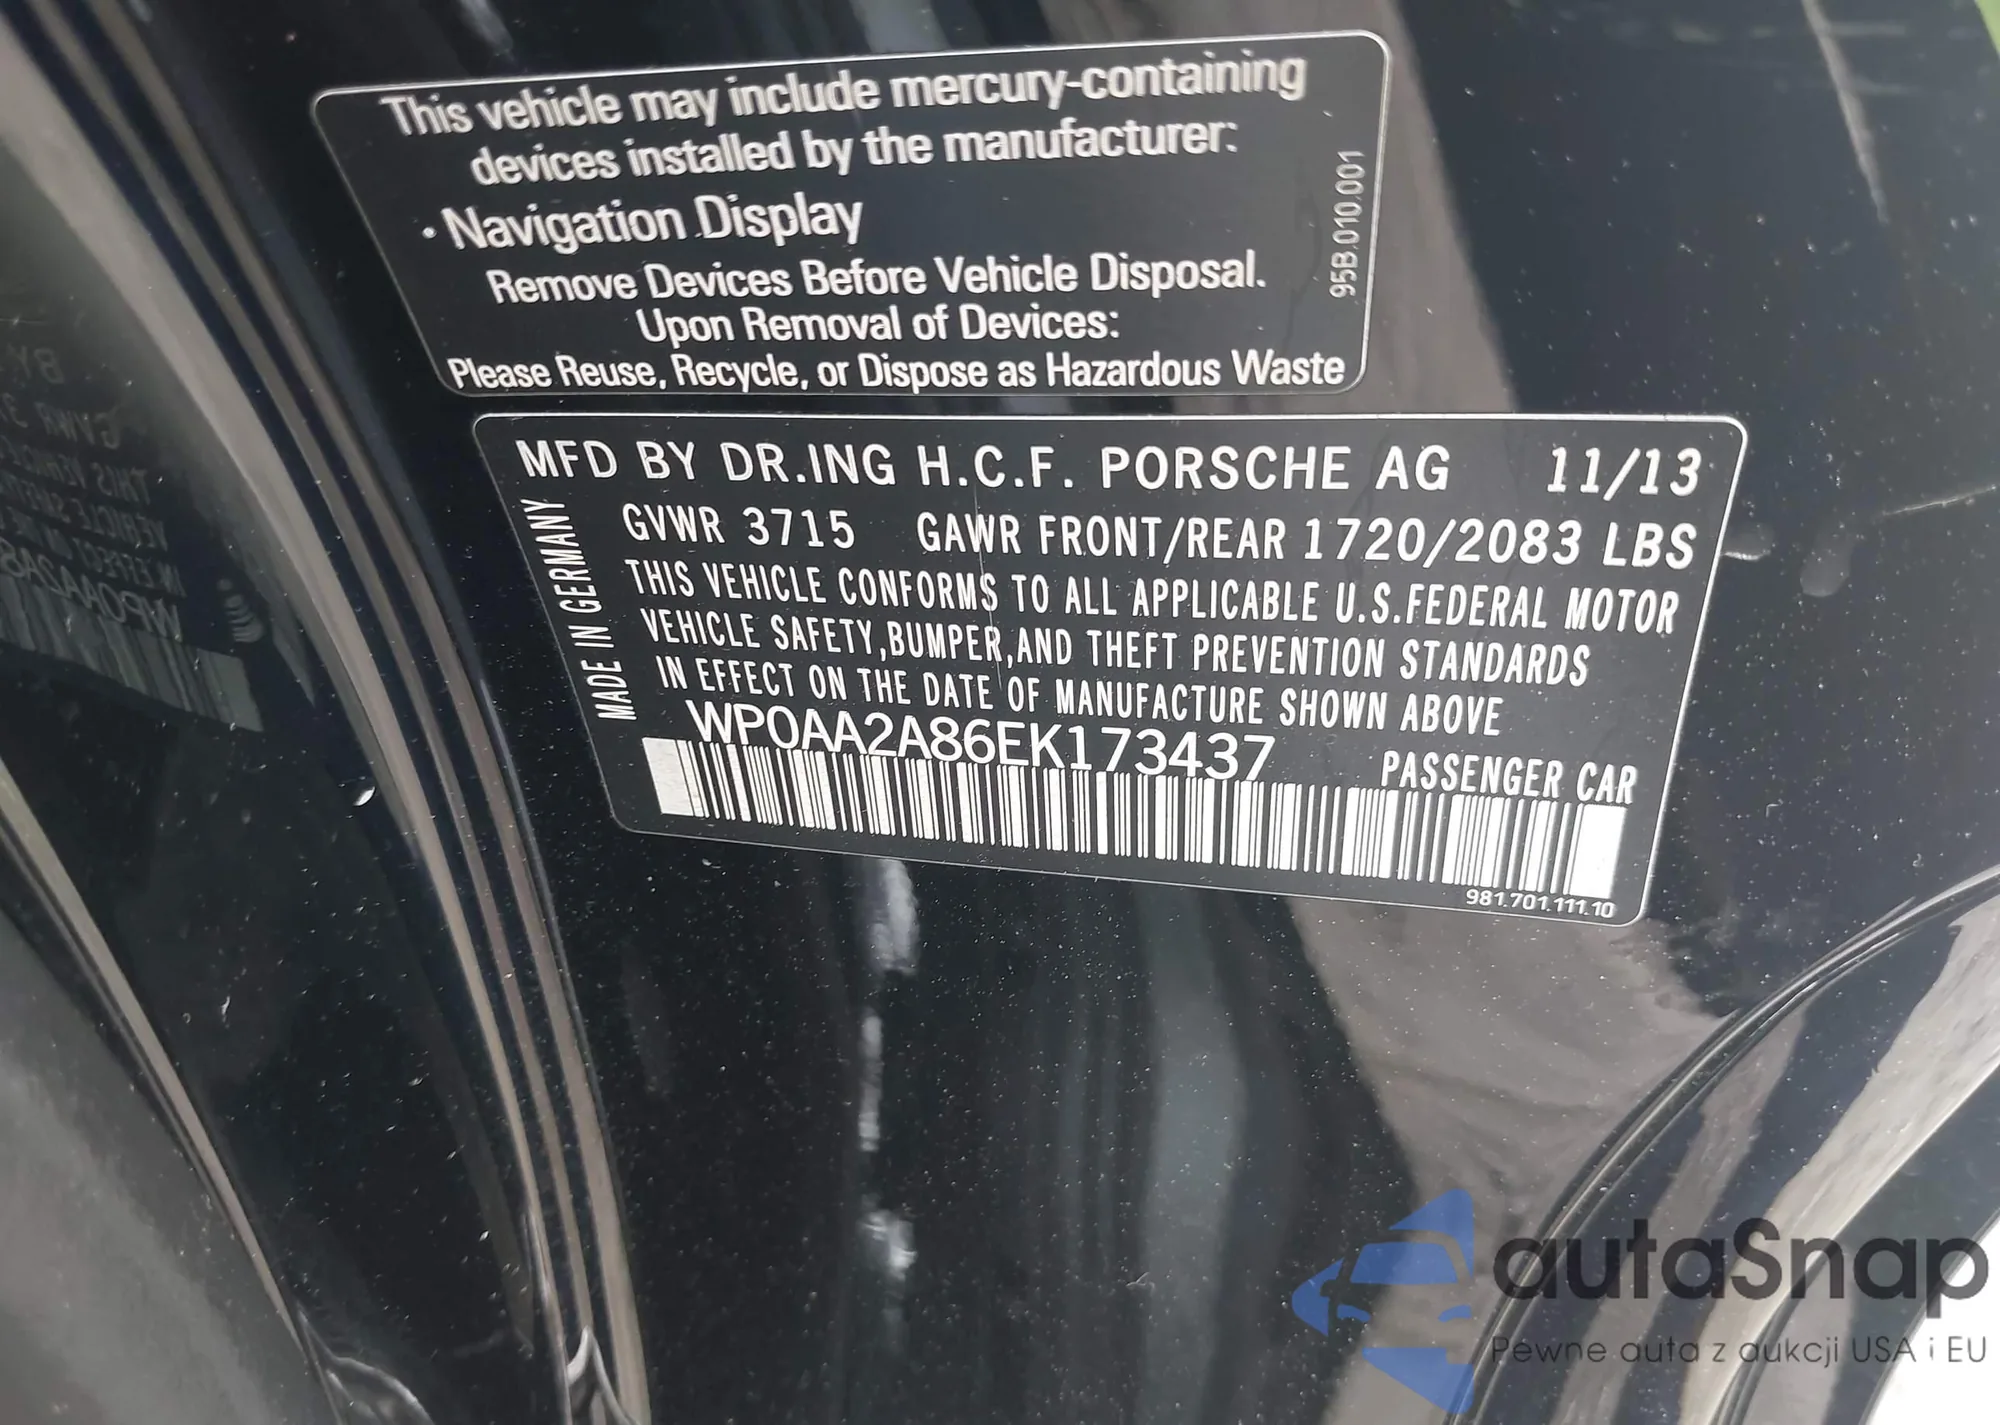 This vehicle may include mercury-containing
devices installed by the manufacturer:
· Navigation Display
Remove Devices Before Vehicle Disposal.
Upon Removal of Devices:
Please Reuse, Recycle, or Dispose as Hazardous Waste
95B.010.001
MFD BY DR.ING H.C.F. PORSCHE AG 11/13
GVWR 3715 GAWR FRONT/REAR 1720/2083 LBS
THIS VEHICLE CONFORMS TO ALL APPLICABLE U.S.FEDERAL MOTOR
VEHICLE SAFETY,BUMPER,AND THEFT PREVENTION STANDARDS
IN EFFECT ON THE DATE OF MANUFACTURE SHOWN ABOVE
MADE IN GERMANY
WP0AA2A86EK173437
PASSENGER CAR
981.701.111.10
autaSnap
Pewne auta z aukcji USA i EU